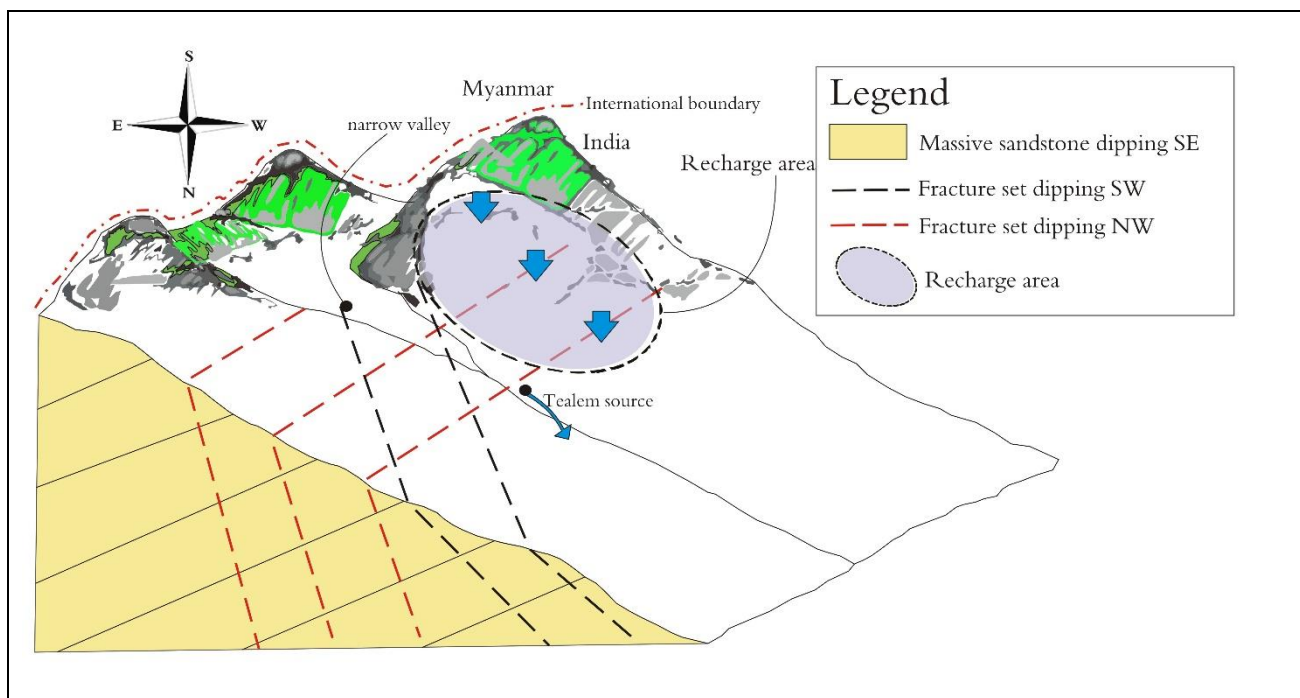 S
E
W
N
narrow valley
Myanmar
International boundary
India
Recharge area
Tealem source
Legend
Massive sandstone dipping SE
Fracture set dipping SW
Fracture set dipping NW
Recharge area